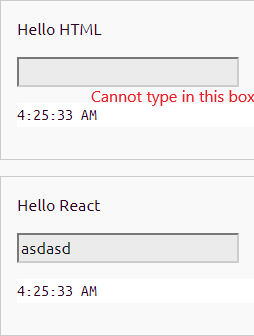 Hello HTML
Cannot type in this box
4:25:33 AM
Hello React
asdasd
4:25:33 AM